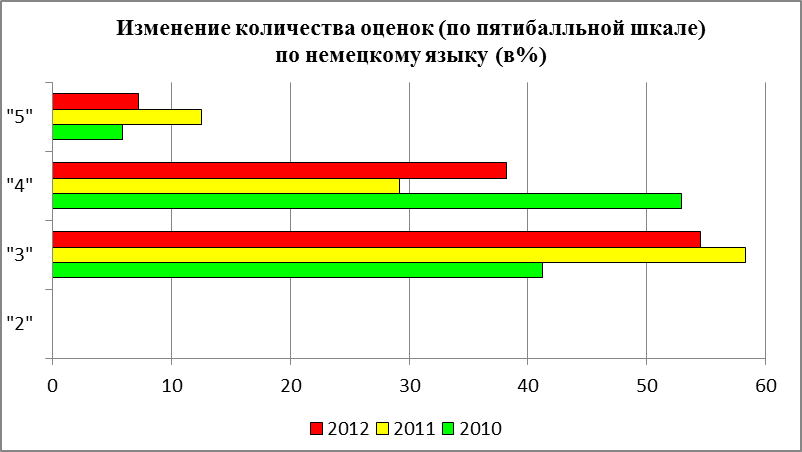 Изменение количества оценок (по пятибалльной шкале)
по немецкому языку (в%)
"5"
"4"
"3"
"2"
0 10 20 30 40 50 60
2012 2011 2010